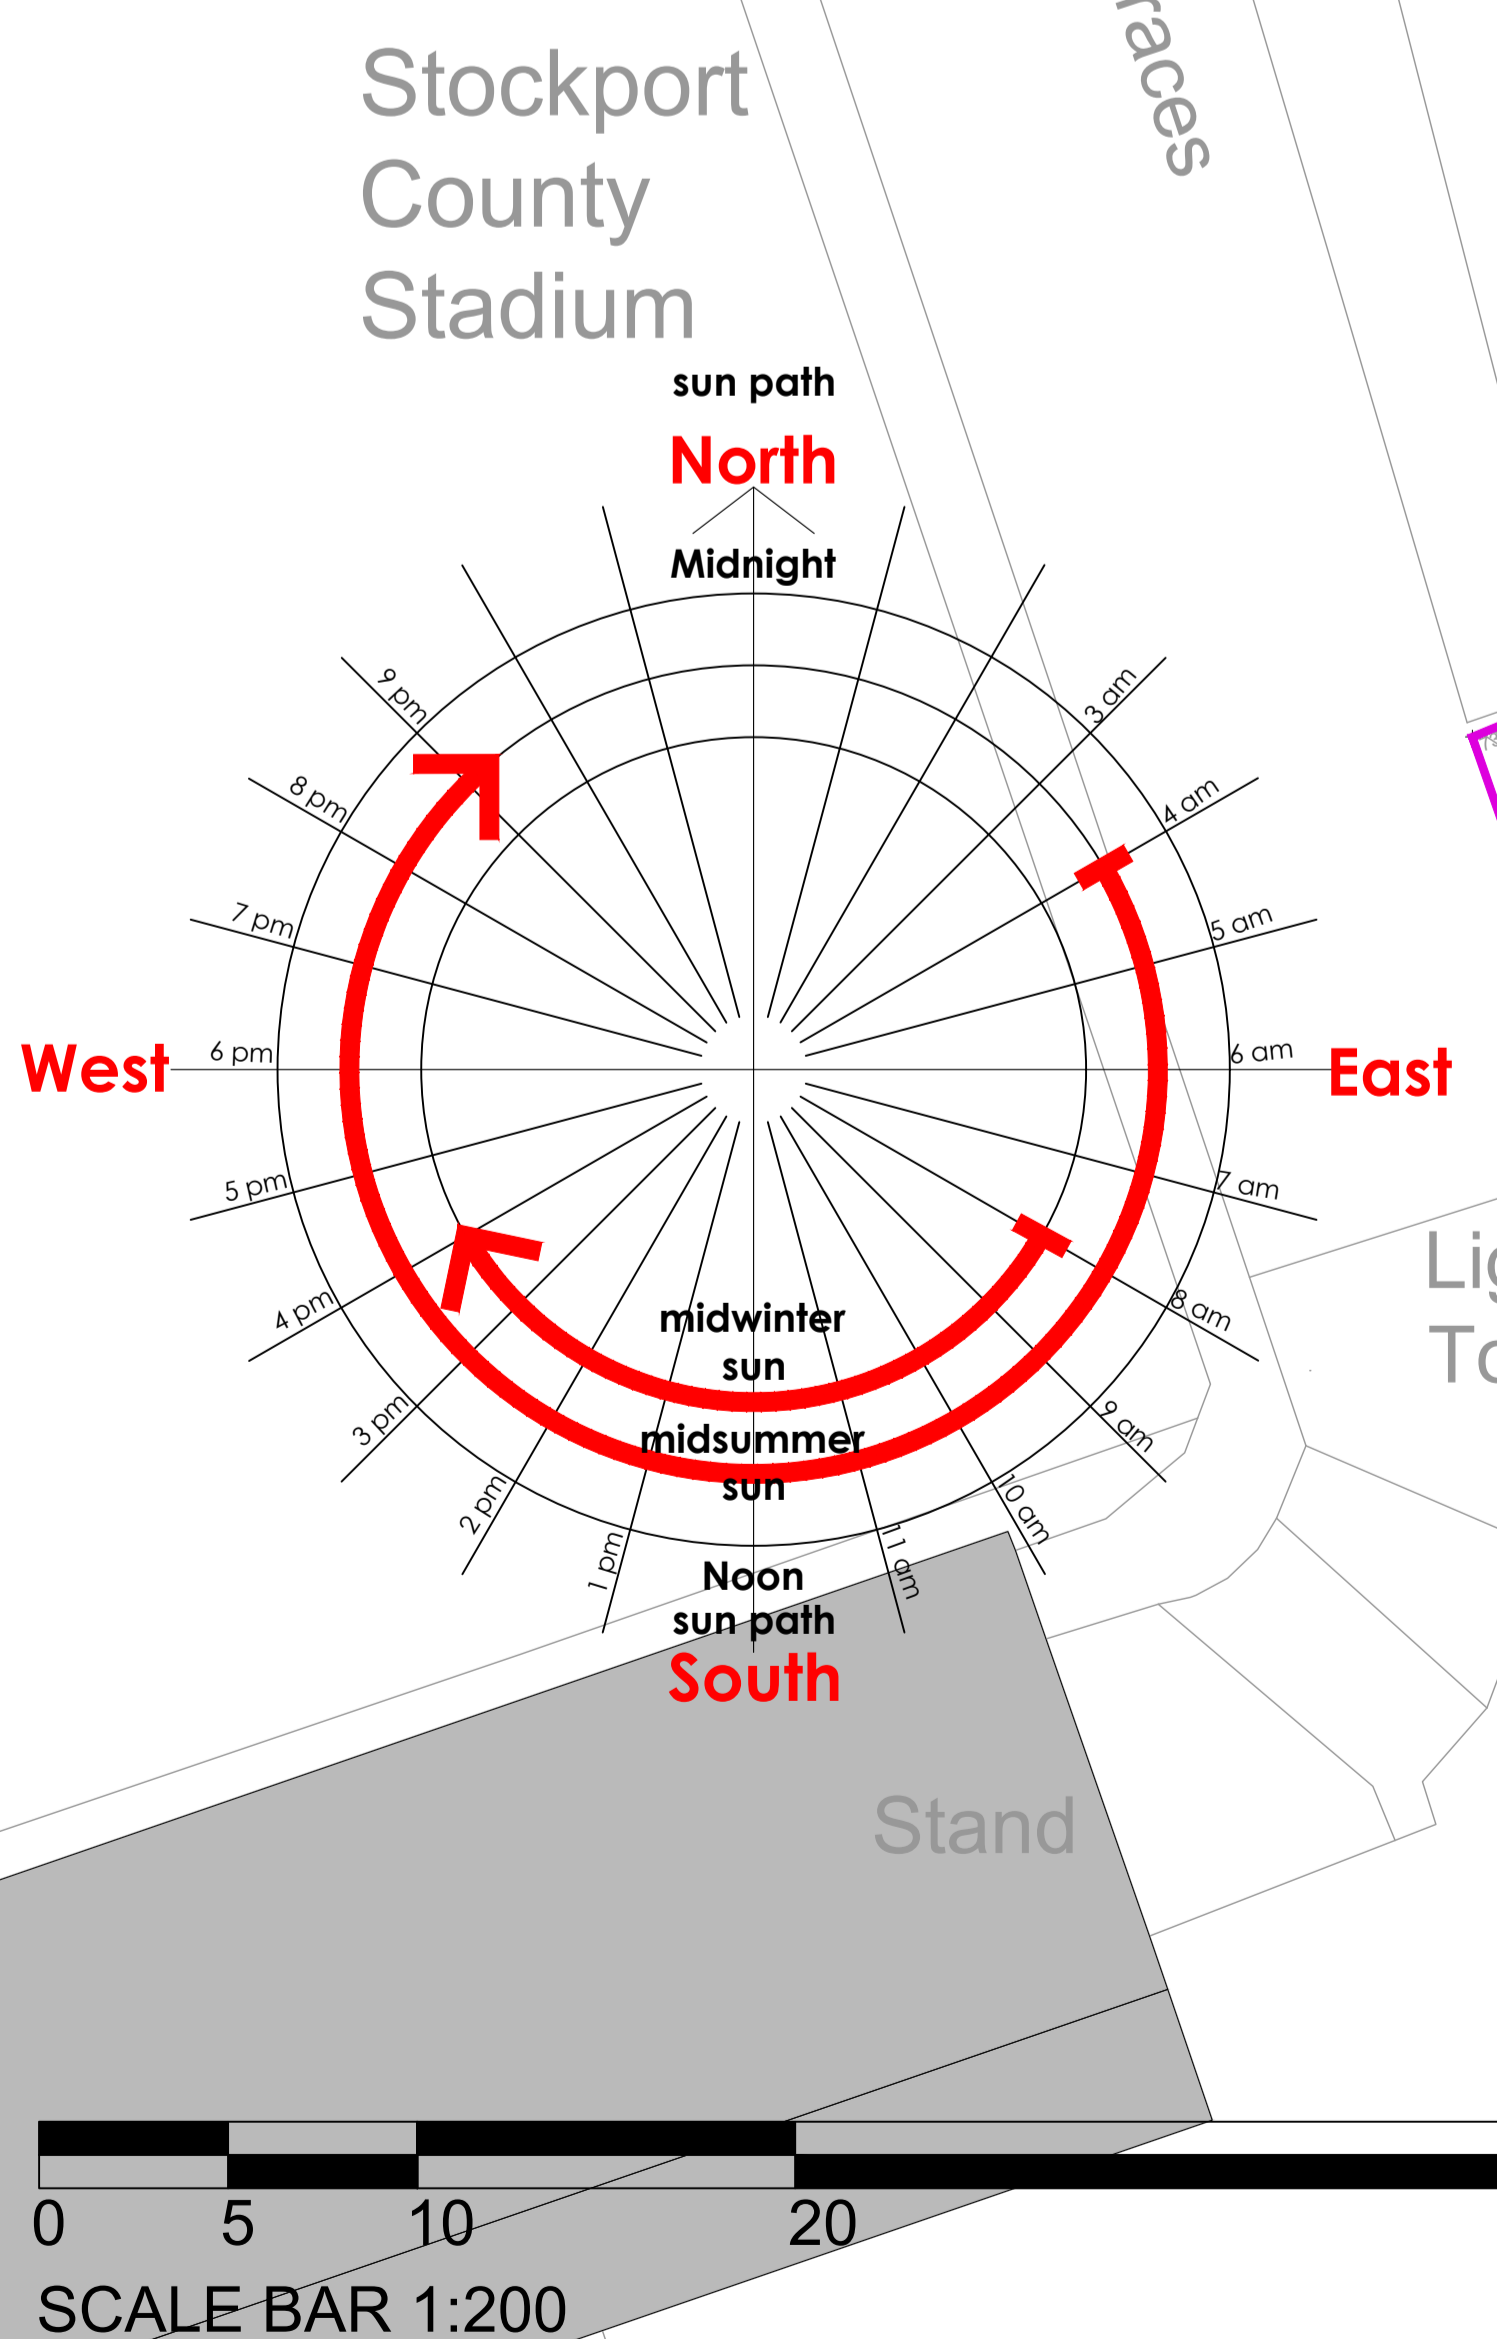 Stockport
County
Stadium
races
sun path
North
Midnight
9 pm
3 am
8 pm
4 am
7 pm
5 am
West
6 pm
6 am
East
5 pm
7 am
4 pm
8 am
midwinter
sun
3 pm
9 am
midsummer
sun
2 pm
10 am
1 pm
11 am
Noon
sun path
South
Stand
0 5 10 20
SCALE BAR 1:200